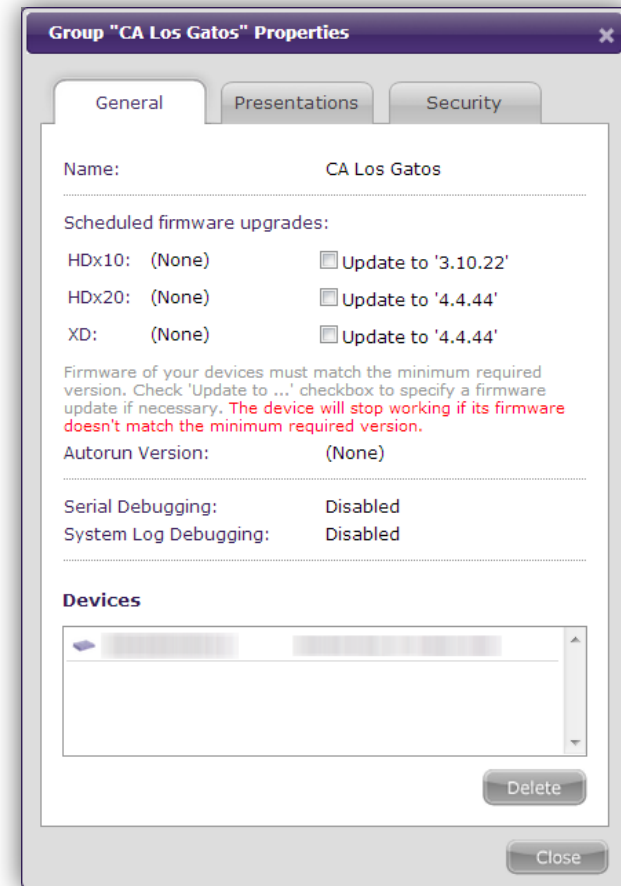 Group "CA Los Gatos" Properties
General Presentations Security
Name: CA Los Gatos
Scheduled firmware upgrades:
HDx10: (None) Update to '3.10.22'
HDx20: (None) Update to '4.4.44'
XD: (None) Update to '4.4.44'
Firmware of your devices must match the minimum required
version. Check 'Update to ...' checkbox to specify a firmware
update if necessary. The device will stop working if its firmware
doesn't match the minimum required version.
Autorun Version: (None)
Serial Debugging: Disabled
System Log Debugging: Disabled
Devices
Delete
Close